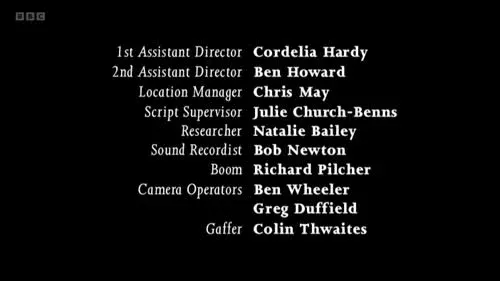 BBC
1st Assistant Director Cordelia Hardy
2nd Assistant Director Ben Howard
Location Manager Chris May
Script Supervisor Julie Church-Benns
Researcher Natalie Bailey
Sound Recordist Bob Newton
Boom Richard Pilcher
Camera Operators Ben Wheeler
Greg Duffield
Gaffer Colin Thwaites